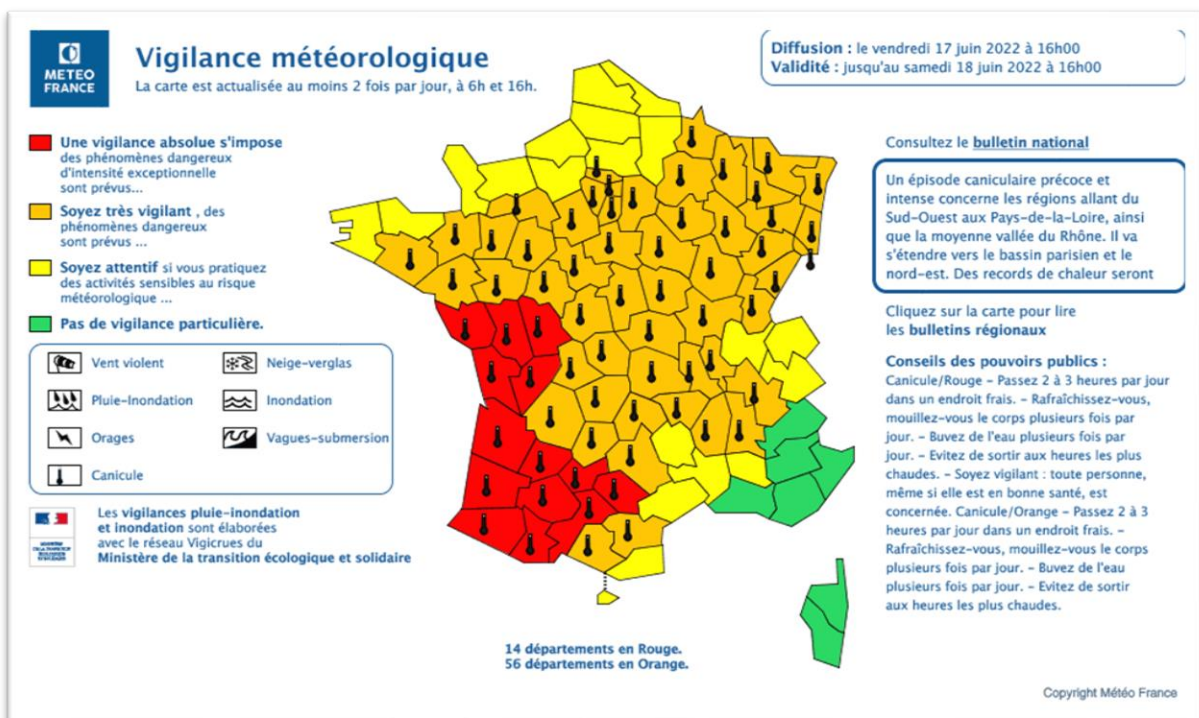 METEO
FRANCE
Vigilance météorologique
La carte est actualisée au moins 2 fois par jour, à 6h et 16h.
Diffusion : le vendredi 17 juin 2022 à 16h00
Validité : jusqu'au samedi 18 juin 2022 à 16h00
Une vigilance absolue s'impose
des phénomènes dangereux
d'intensité exceptionnelle
sont prévus...
Soyez très vigilant , des
phénomènes dangereux
sont prévus ...
Soyez attentif si vous pratiquez
des activités sensibles au risque
météorologique ...
Pas de vigilance particulière.
Vent violent
Neige-verglas
Pluie-Inondation
Inondation
Orages
Vagues-submersion
Canicule
Les vigilances pluie-inondation
et inondation sont élaborées
avec le réseau Vigicrues du
Ministère de la transition écologique et solidaire
14 départements en Rouge.
56 départements en Orange.
Consultez le bulletin national
Un épisode caniculaire précoce et
intense concerne les régions allant du
Sud-Ouest aux Pays-de-la-Loire, ainsi
que la moyenne vallée du Rhône. Il va
s'étendre vers le bassin parisien et le
nord-est. Des records de chaleur seront
Cliquez sur la carte pour lire
les bulletins régionaux
Conseils des pouvoirs publics :
Canicule/Rouge – Passez 2 à 3 heures par jour
dans un endroit frais. – Rafraîchissez-vous,
mouillez-vous le corps plusieurs fois par
jour. – Buvez de l'eau plusieurs fois par
jour. – Evitez de sortir aux heures les plus
chaudes. – Soyez vigilant : toute personne,
même si elle est en bonne santé, est
concernée. Canicule/Orange – Passez 2 à 3
heures par jour dans un endroit frais. –
Rafraîchissez-vous, mouillez-vous le corps
plusieurs fois par jour. – Buvez de l'eau
plusieurs fois par jour. – Evitez de sortir
aux heures les plus chaudes.
Copyright Météo France